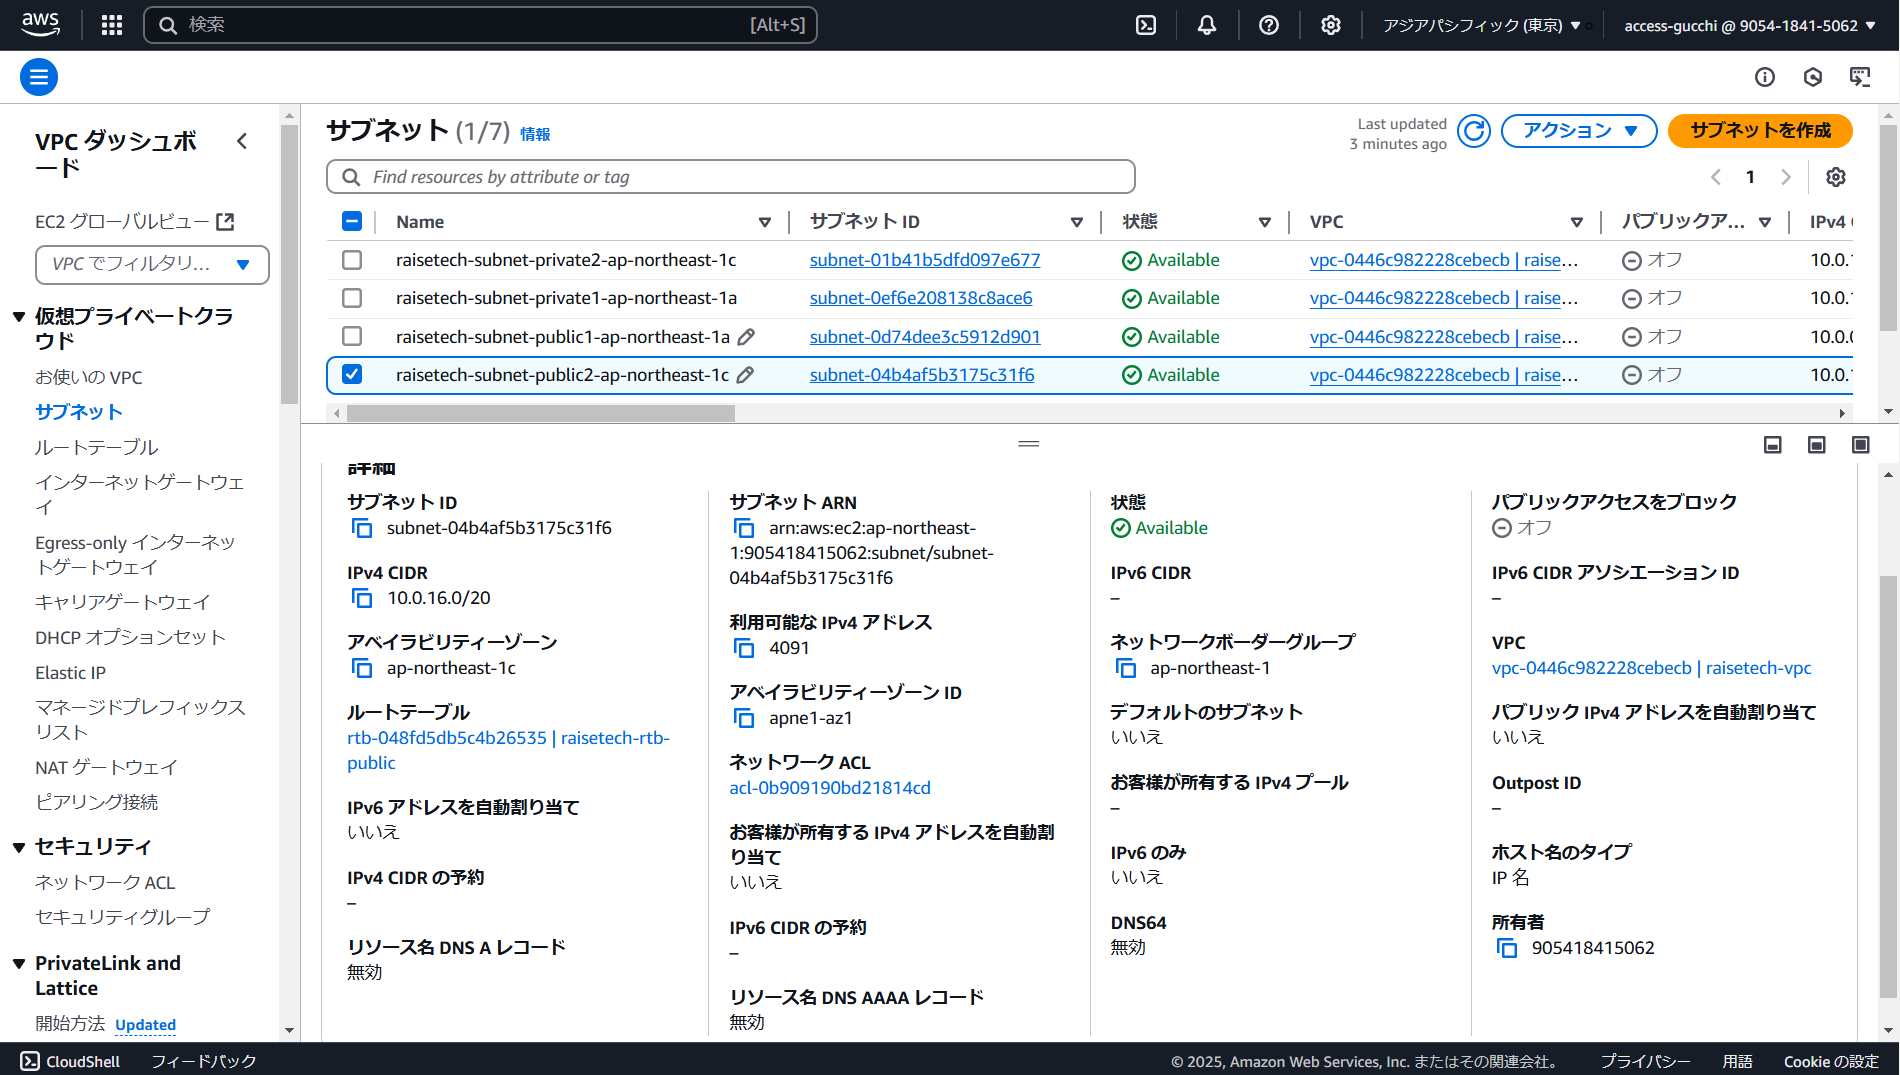 aws
検索
[Alt+S]
アジアパシフィック (東京) ▼
access-gucchi @ 9054-1841-5062 ▼
VPC ダッシュボ
ード
EC2 グローバルビュー
VPC でフィルタリ...
仮想プライベートクラ
ウド
お使いの VPC
サブネット
ルートテーブル
インターネットゲートウェ
イ
Egress-only インターネッ
トゲートウェイ
キャリアゲートウェイ
DHCP オプションセット
Elastic IP
マネージドプレフィックス
リスト
NAT ゲートウェイ
ピアリング接続
セキュリティ
ネットワーク ACL
セキュリティグループ
PrivateLink and
Lattice
開始方法 Updated
サブネット (1/7) 情報
Last updated
3 minutes ago
アクション ▼
サブネットを作成
Find resources by attribute or tag
1
Name サブネット ID 状態 VPC パブリックア... IPv4
raisetech-subnet-private2-ap-northeast-1c subnet-01b41b5dfd097e677 Available vpc-0446c982228cebecb | raise... オフ 10.0.1
raisetech-subnet-private1-ap-northeast-1a subnet-0ef6e208138c8ace6 Available vpc-0446c982228cebecb | raise... オフ 10.0.1
raisetech-subnet-public1-ap-northeast-1a subnet-0d74dee3c5912d901 Available vpc-0446c982228cebecb | raise... オフ 10.0.0
raisetech-subnet-public2-ap-northeast-1c subnet-04b4af5b3175c31f6 Available vpc-0446c982228cebecb | raise... オフ 10.0.1
詳細
サブネット ID
subnet-04b4af5b3175c31f6
IPv4 CIDR
10.0.16.0/20
アベイラビリティーゾーン
ap-northeast-1c
ルートテーブル
rtb-048fd5db5c4b26535 | raisetech-rtb-
public
IPv6 アドレスを自動割り当て
いいえ
IPv4 CIDR の予約
–
リソース名 DNS A レコード
無効
サブネット ARN
arn:aws:ec2:ap-northeast-
1:905418415062:subnet/subnet-
04b4af5b3175c31f6
利用可能な IPv4 アドレス
4091
アベイラビリティーゾーン ID
apne1-az1
ネットワーク ACL
acl-0b909190bd21814cd
お客様が所有する IPv4 アドレスを自動割
り当て
いいえ
IPv6 CIDR の予約
–
リソース名 DNS AAAA レコード
無効
状態
Available
IPv6 CIDR
–
ネットワークボーダーグループ
ap-northeast-1
デフォルトのサブネット
いいえ
お客様が所有する IPv4 プール
–
IPv6 のみ
いいえ
DNS64
無効
パブリックアクセスをブロック
オフ
IPv6 CIDR アソシエーション ID
–
VPC
vpc-0446c982228cebecb | raisetech-vpc
パブリック IPv4 アドレスを自動割り当て
いいえ
Outpost ID
–
ホスト名のタイプ
IP 名
所有者
905418415062
CloudShell フィードバック
© 2025, Amazon Web Services, Inc. またはその関連会社。 プライバシー 用語 Cookie の設定